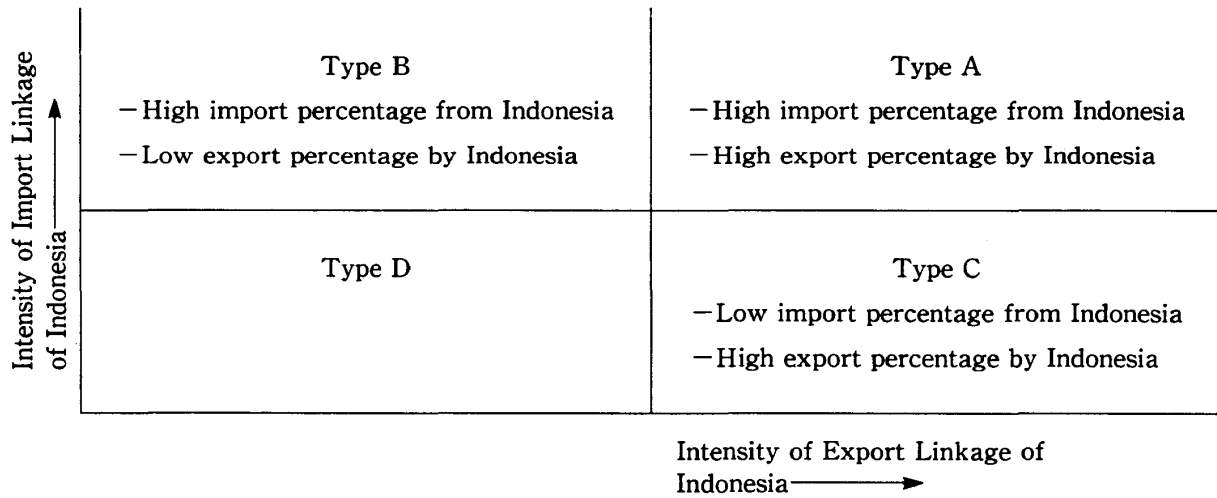 Intensity of Import Linkage
of Indonesia
Type B
—High import percentage from Indonesia
—Low export percentage by Indonesia
Type A
—High import percentage from Indonesia
—High export percentage by Indonesia
Type D
Type C
—Low import percentage from Indonesia
—High export percentage by Indonesia
Intensity of Export Linkage of
Indonesia